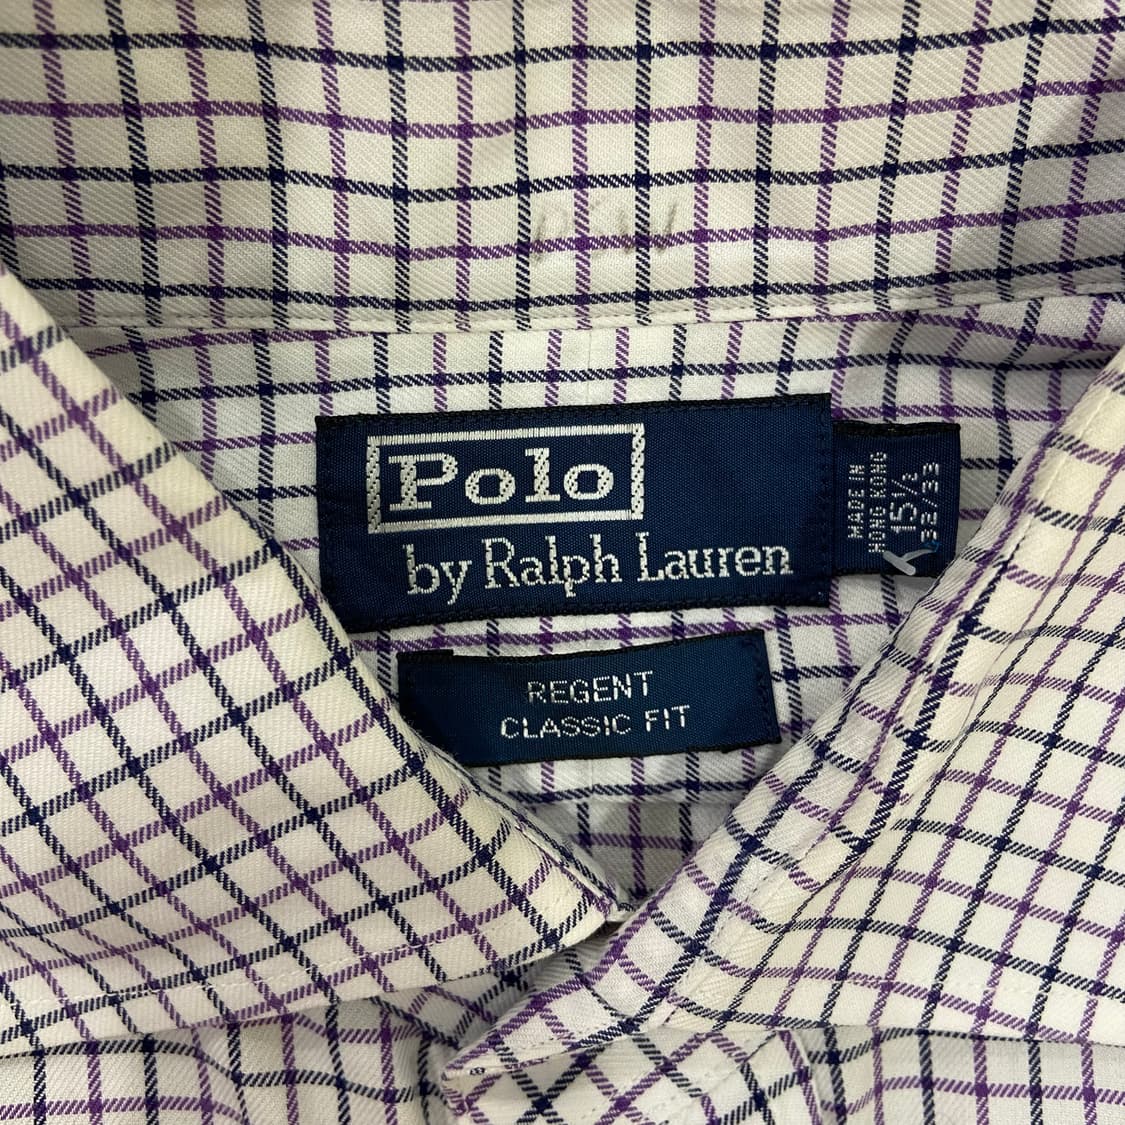 Polo
by Ralph Lauren
MADE IN
HONG KONG
15½
32/33
REGENT
CLASSIC FIT